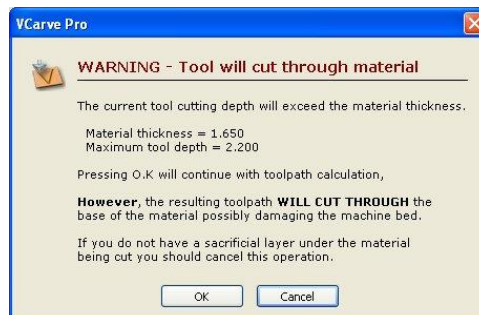 VCarve Pro
WARNING - Tool will cut through material
The current tool cutting depth will exceed the material thickness.
Material thickness = 1.650
Maximum tool depth = 2.200
Pressing O.K will continue with toolpath calculation,
However, the resulting toolpath WILL CUT THROUGH the
base of the material possibly damaging the machine bed.
If you do not have a sacrificial layer under the material
being cut you should cancel this operation.
OK Cancel